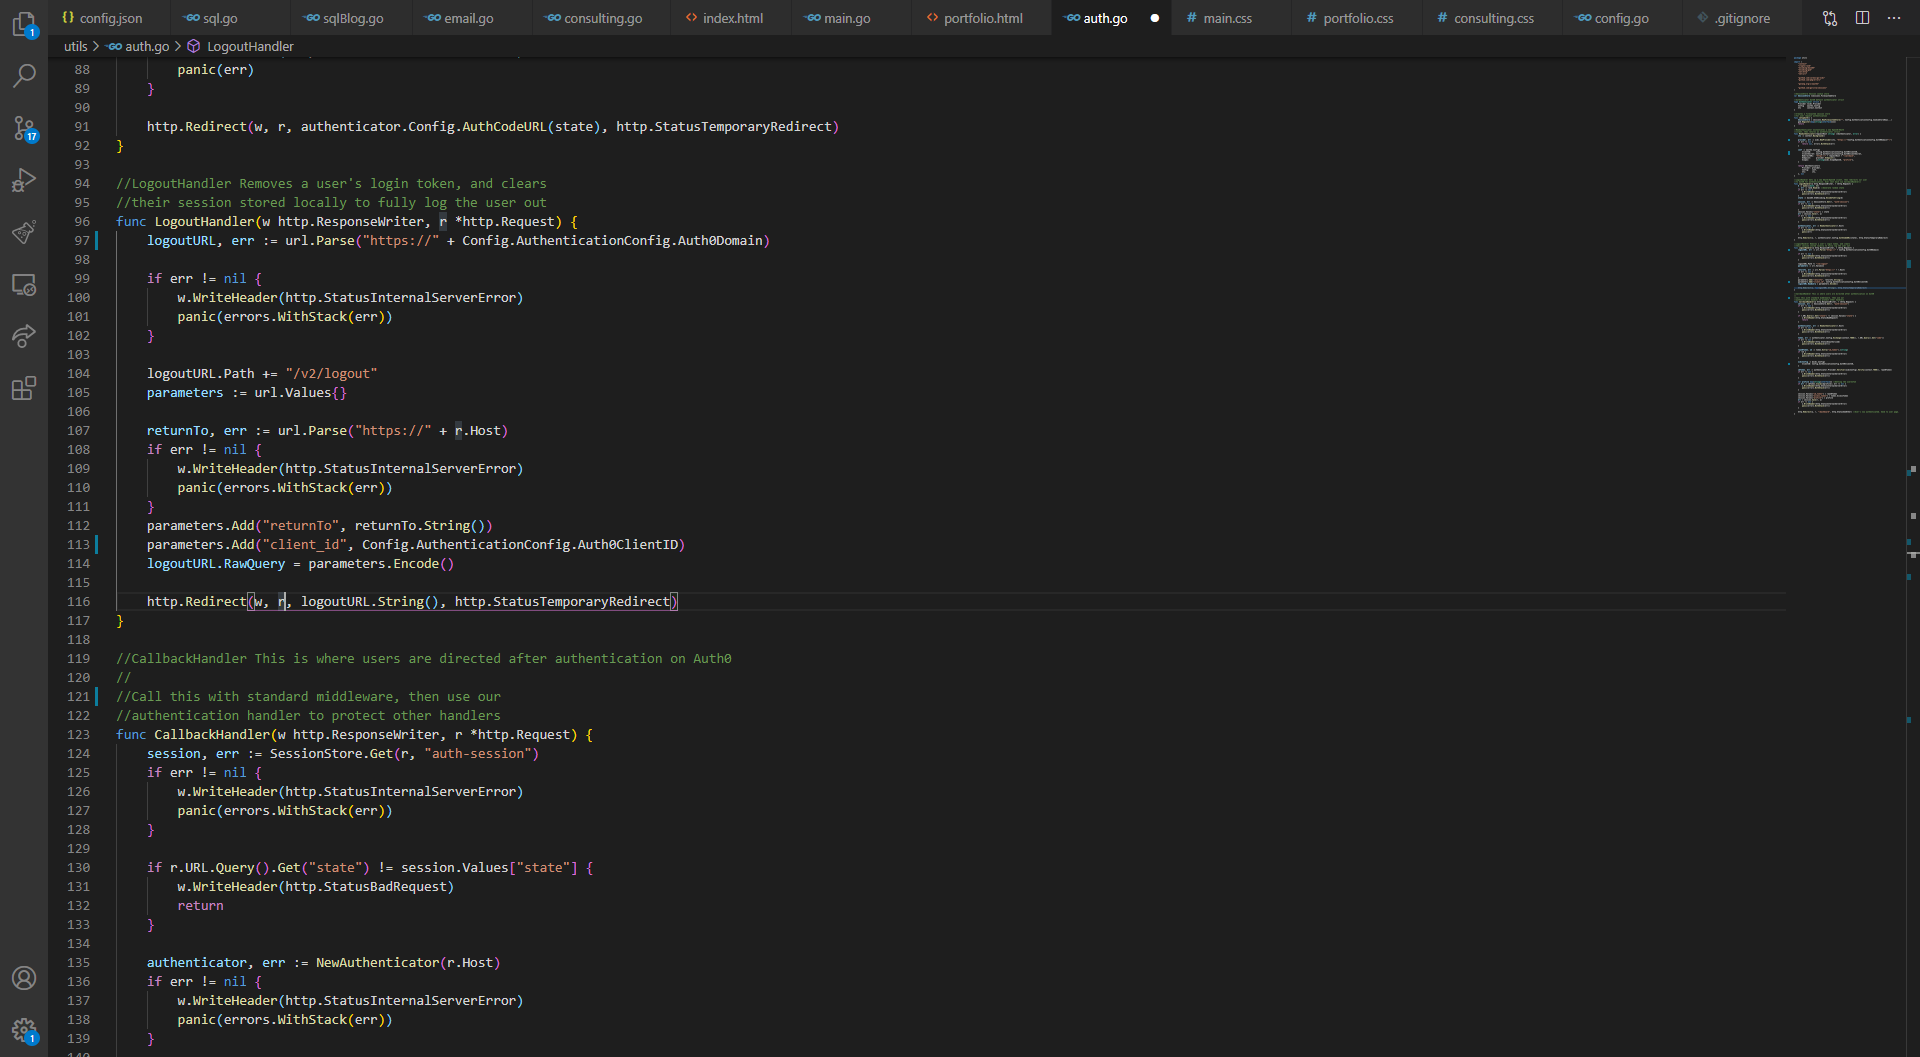 config.json sql.go sqlBlog.go email.go consulting.go index.html main.go portfolio.html auth.go main.css portfolio.css consulting.css config.go .gitignore
utils > auth.go > LogoutHandler
88 panic(err)
89 }
90
91 http.Redirect(w, r, authenticator.Config.AuthCodeURL(state), http.StatusTemporaryRedirect)
92 }
93
94 //LogoutHandler Removes a user's login token, and clears
95 //their session stored locally to fully log the user out
96 func LogoutHandler(w http.ResponseWriter, r *http.Request) {
97 logoutURL, err := url.Parse("https://" + Config.AuthenticationConfig.Auth0Domain)
98
99 if err != nil {
100 w.WriteHeader(http.StatusInternalServerError)
101 panic(errors.WithStack(err))
102 }
103
104 logoutURL.Path += "/v2/logout"
105 parameters := url.Values{}
106
107 returnTo, err := url.Parse("https://" + r.Host)
108 if err != nil {
109 w.WriteHeader(http.StatusInternalServerError)
110 panic(errors.WithStack(err))
111 }
112 parameters.Add("returnTo", returnTo.String())
113 parameters.Add("client_id", Config.AuthenticationConfig.Auth0ClientID)
114 logoutURL.RawQuery = parameters.Encode()
115
116 http.Redirect(w, r, logoutURL.String(), http.StatusTemporaryRedirect)
117 }
118
119 //CallbackHandler This is where users are directed after authentication on Auth0
120 //
121 //Call this with standard middleware, then use our
122 //authentication handler to protect other handlers
123 func CallbackHandler(w http.ResponseWriter, r *http.Request) {
124 session, err := SessionStore.Get(r, "auth-session")
125 if err != nil {
126 w.WriteHeader(http.StatusInternalServerError)
127 panic(errors.WithStack(err))
128 }
129
130 if r.URL.Query().Get("state") != session.Values["state"] {
131 w.WriteHeader(http.StatusBadRequest)
132 return
133 }
134
135 authenticator, err := NewAuthenticator(r.Host)
136 if err != nil {
137 w.WriteHeader(http.StatusInternalServerError)
138 panic(errors.WithStack(err))
139 }
1
17
1